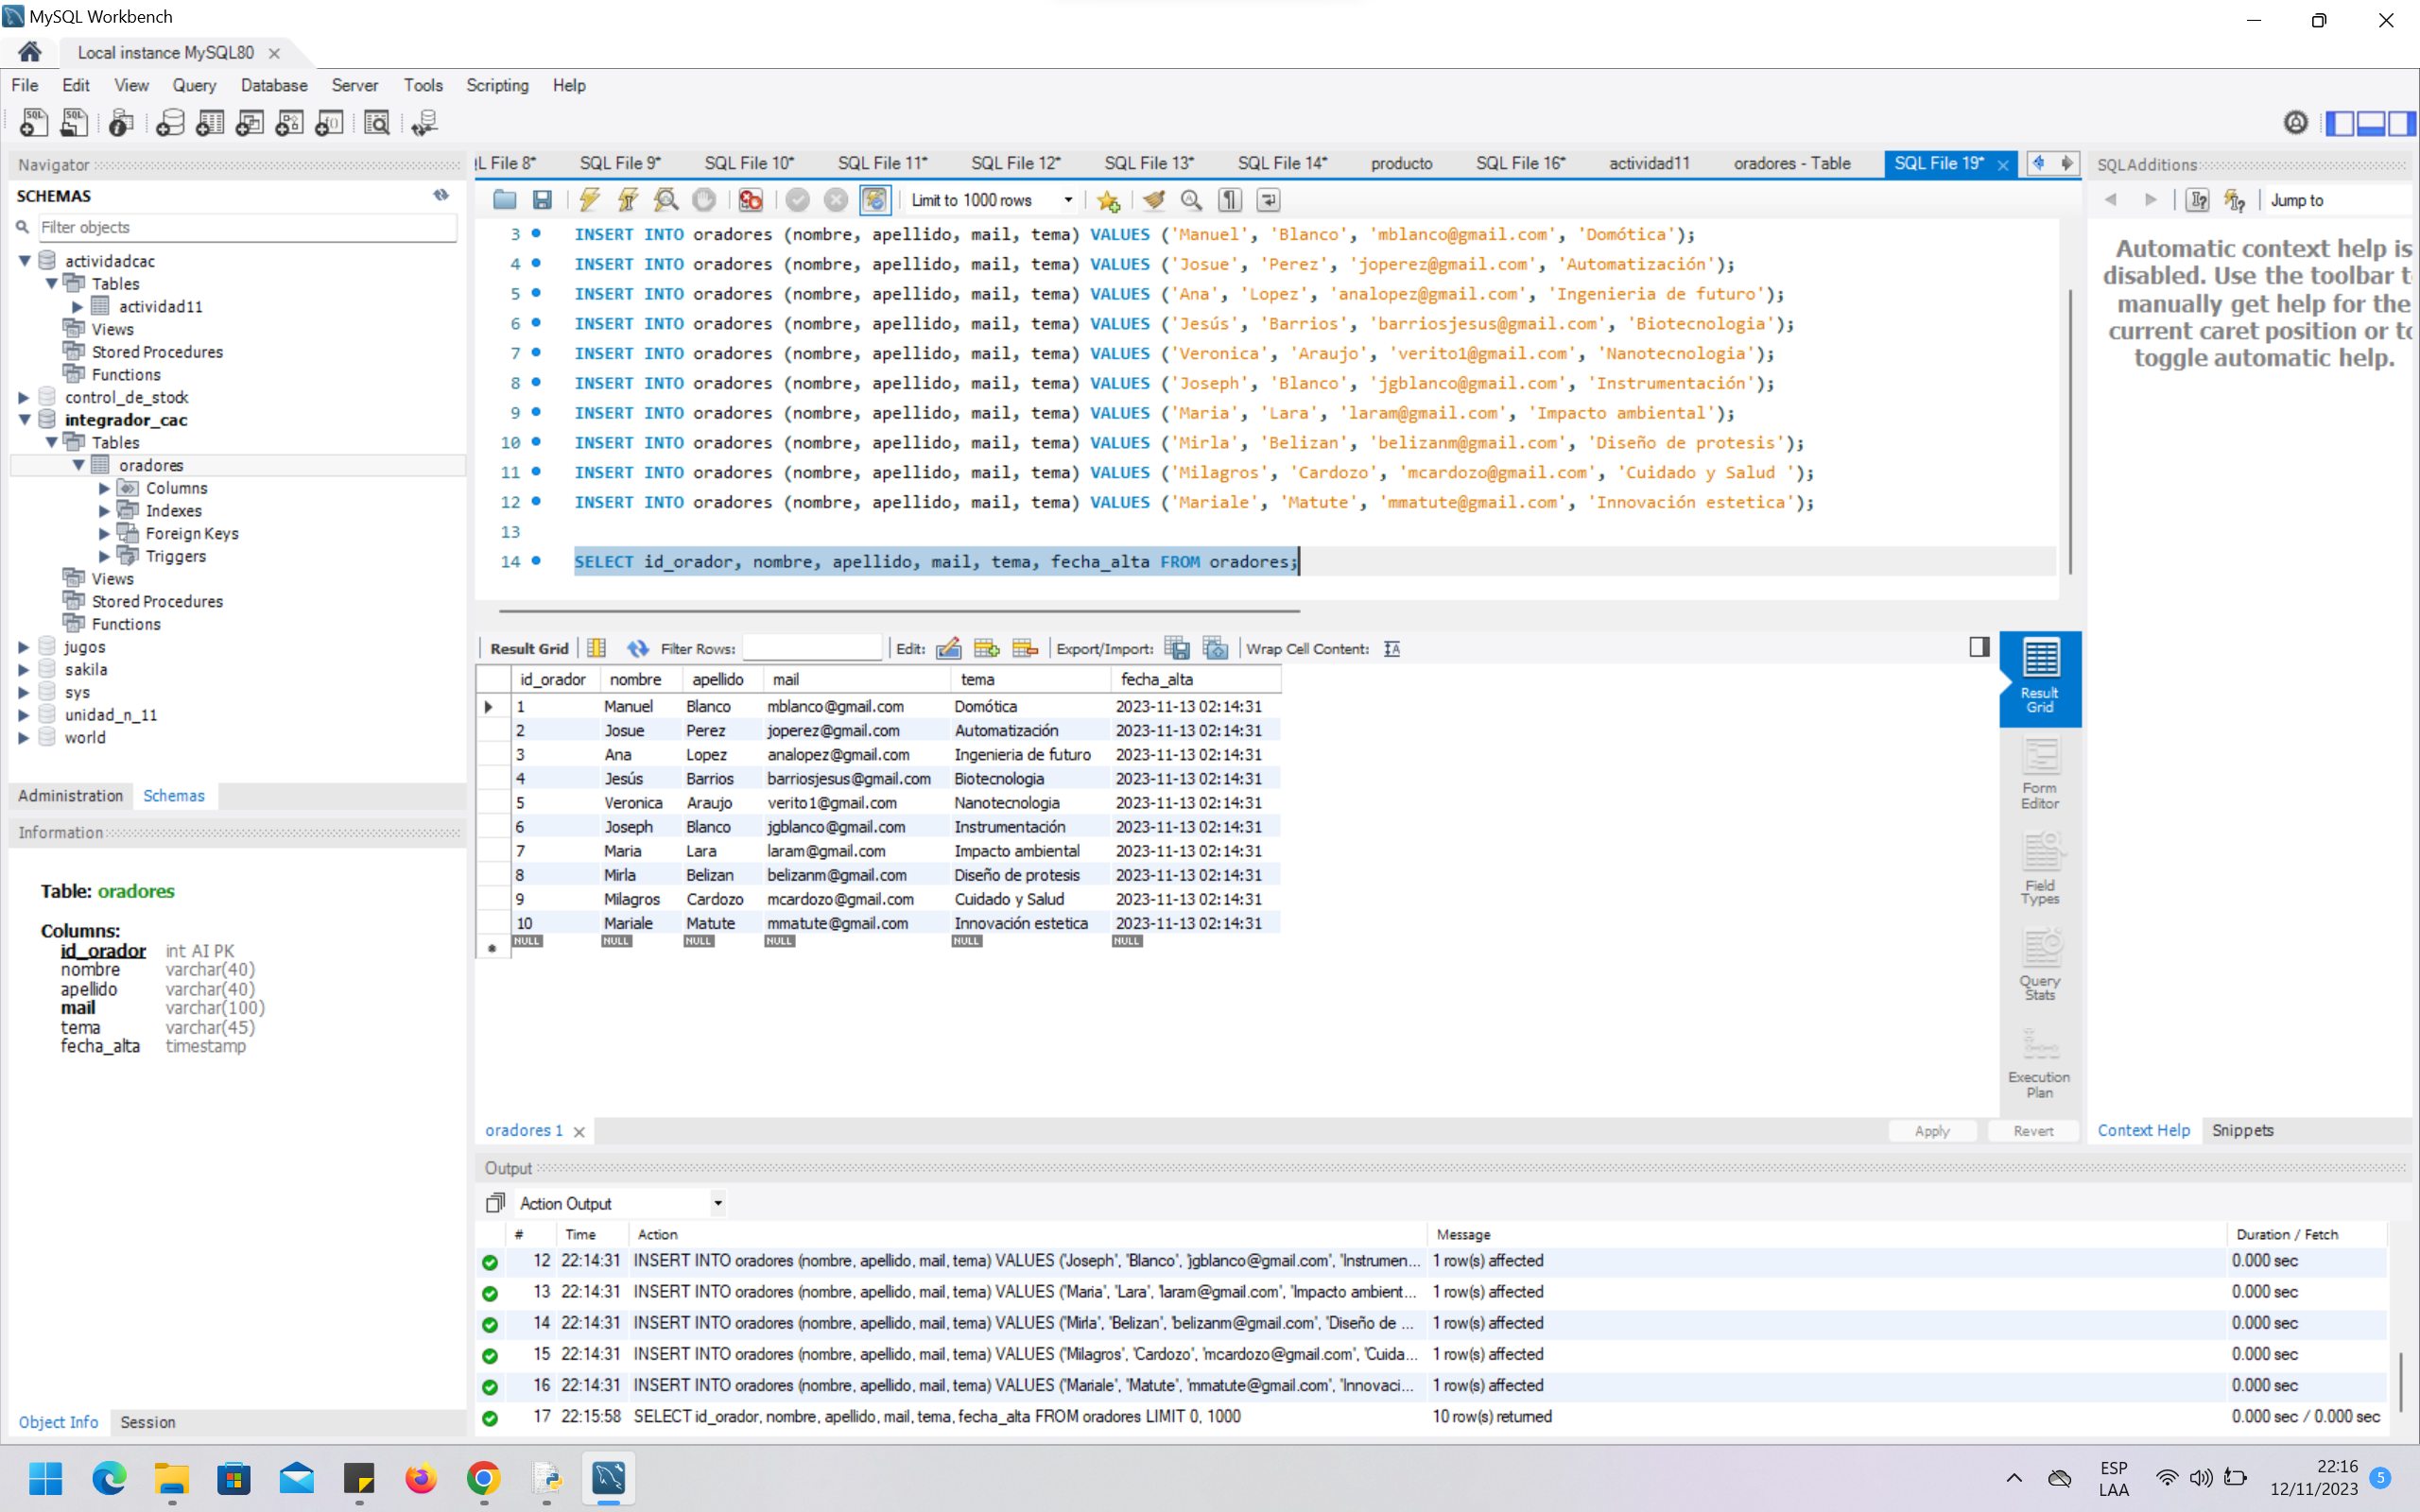 MySQL Workbench
Local instance MySQL80
File Edit View Query Database Server Tools Scripting Help
Navigator
SCHEMAS
Filter objects
actividadcac
Tables
actividad11
Views
Stored Procedures
Functions
control_de_stock
integrador_cac
Tables
oradores
Columns
Indexes
Foreign Keys
Triggers
Views
Stored Procedures
Functions
jugos
sakila
sys
unidad_n_11
world
Administration Schemas
Information
Table: oradores
Columns:
id_orador int AI PK
nombre varchar(40)
apellido varchar(40)
mail varchar(100)
tema varchar(45)
fecha_alta timestamp
Object Info Session
L File 8* SQL File 9* SQL File 10* SQL File 11* SQL File 12* SQL File 13* SQL File 14* producto SQL File 16* actividad11 oradores - Table SQL File 19*
Limit to 1000 rows
3 INSERT INTO oradores (nombre, apellido, mail, tema) VALUES ('Manuel', 'Blanco', 'mblanco@gmail.com', 'Domótica');
4 INSERT INTO oradores (nombre, apellido, mail, tema) VALUES ('Josue', 'Perez', 'joperez@gmail.com', 'Automatización');
5 INSERT INTO oradores (nombre, apellido, mail, tema) VALUES ('Ana', 'Lopez', 'analopez@gmail.com', 'Ingenieria de futuro');
6 INSERT INTO oradores (nombre, apellido, mail, tema) VALUES ('Jesús', 'Barrios', 'barriosjesus@gmail.com', 'Biotecnologia');
7 INSERT INTO oradores (nombre, apellido, mail, tema) VALUES ('Veronica', 'Araujo', 'verito1@gmail.com', 'Nanotecnologia');
8 INSERT INTO oradores (nombre, apellido, mail, tema) VALUES ('Joseph', 'Blanco', 'jgblanco@gmail.com', 'Instrumentación');
9 INSERT INTO oradores (nombre, apellido, mail, tema) VALUES ('Maria', 'Lara', 'laram@gmail.com', 'Impacto ambiental');
10 INSERT INTO oradores (nombre, apellido, mail, tema) VALUES ('Mirla', 'Belizan', 'belizanm@gmail.com', 'Diseño de protesis');
11 INSERT INTO oradores (nombre, apellido, mail, tema) VALUES ('Milagros', 'Cardozo', 'mcardozo@gmail.com', 'Cuidado y Salud ');
12 INSERT INTO oradores (nombre, apellido, mail, tema) VALUES ('Mariale', 'Matute', 'mmatute@gmail.com', 'Innovación estetica');
13
14 SELECT id_orador, nombre, apellido, mail, tema, fecha_alta FROM oradores;
Result Grid Filter Rows: Edit: Export/Import: Wrap Cell Content:
id_orador nombre apellido mail tema fecha_alta
1 Manuel Blanco mblanco@gmail.com Domótica 2023-11-13 02:14:31
2 Josue Perez joperez@gmail.com Automatización 2023-11-13 02:14:31
3 Ana Lopez analopez@gmail.com Ingenieria de futuro 2023-11-13 02:14:31
4 Jesús Barrios barriosjesus@gmail.com Biotecnologia 2023-11-13 02:14:31
5 Veronica Araujo verito1@gmail.com Nanotecnologia 2023-11-13 02:14:31
6 Joseph Blanco jgblanco@gmail.com Instrumentación 2023-11-13 02:14:31
7 Maria Lara laram@gmail.com Impacto ambiental 2023-11-13 02:14:31
8 Mirla Belizan belizanm@gmail.com Diseño de protesis 2023-11-13 02:14:31
9 Milagros Cardozo mcardozo@gmail.com Cuidado y Salud 2023-11-13 02:14:31
10 Mariale Matute mmatute@gmail.com Innovación estetica 2023-11-13 02:14:31
NULL NULL NULL NULL NULL NULL
Result
Grid
Form
Editor
Field
Types
Query
Stats
Execution
Plan
oradores 1
Apply Revert
SQLAdditions
Jump to
Automatic context help is
disabled. Use the toolbar t
manually get help for the
current caret position or to
toggle automatic help.
Context Help Snippets
Output
Action Output
# Time Action Message Duration / Fetch
12 22:14:31 INSERT INTO oradores (nombre, apellido, mail, tema) VALUES ('Joseph', 'Blanco', 'jgblanco@gmail.com', 'Instrumen... 1 row(s) affected 0.000 sec
13 22:14:31 INSERT INTO oradores (nombre, apellido, mail, tema) VALUES ('Maria', 'Lara', 'laram@gmail.com', 'Impacto ambient... 1 row(s) affected 0.000 sec
14 22:14:31 INSERT INTO oradores (nombre, apellido, mail, tema) VALUES ('Mirla', 'Belizan', 'belizanm@gmail.com', 'Diseño de ... 1 row(s) affected 0.000 sec
15 22:14:31 INSERT INTO oradores (nombre, apellido, mail, tema) VALUES ('Milagros', 'Cardozo', 'mcardozo@gmail.com', 'Cuida... 1 row(s) affected 0.000 sec
16 22:14:31 INSERT INTO oradores (nombre, apellido, mail, tema) VALUES ('Mariale', 'Matute', 'mmatute@gmail.com', 'Innovaci... 1 row(s) affected 0.000 sec
17 22:15:58 SELECT id_orador, nombre, apellido, mail, tema, fecha_alta FROM oradores LIMIT 0, 1000 10 row(s) returned 0.000 sec / 0.000 sec
ESP
LAA
22:16
12/11/2023
5